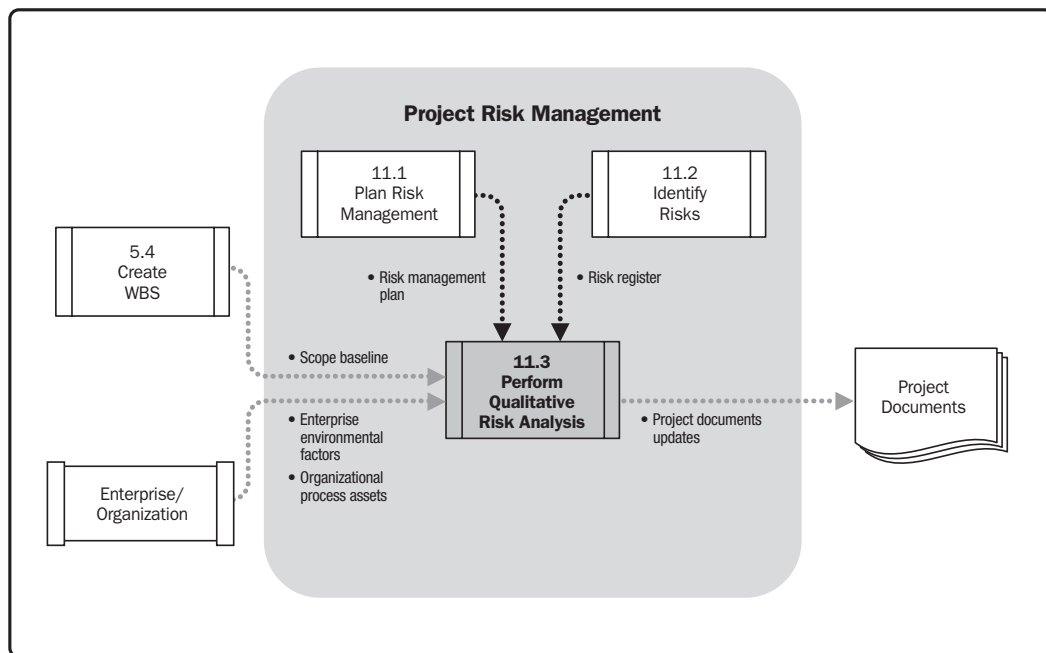 Project Risk Management
11.1
Plan Risk
Management
11.2
Identify
Risks
5.4
Create
WBS
• Risk management
plan
• Risk register
• Scope baseline
11.3
Perform
Qualitative
Risk Analysis
Project
Documents
• Enterprise
environmental
factors
• Organizational
process assets
• Project documents
updates
Enterprise/
Organization